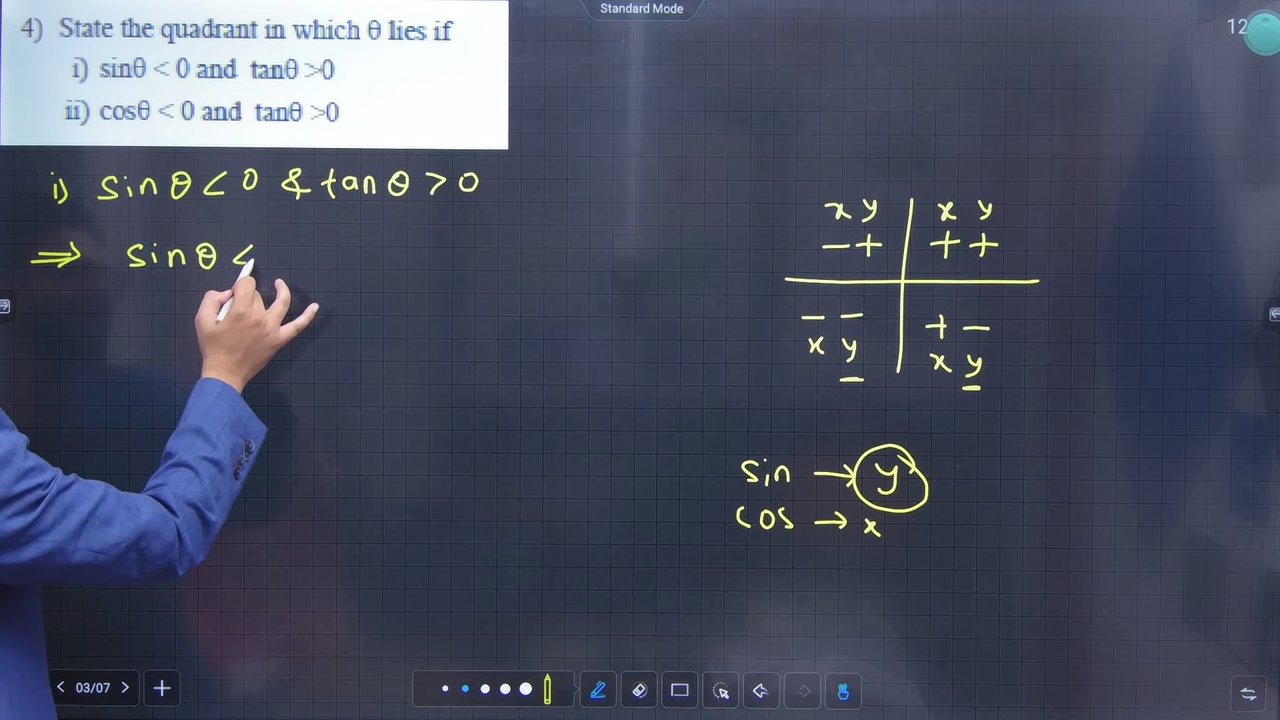 Standard Mode
12
4) State the quadrant in which θ lies if
i) sinθ < 0 and tanθ >0
ii) cosθ < 0 and tanθ >0
i) sin θ < 0 & tan θ > 0
⇒ sin θ <
x y x y
− + + +
− − + −
x y x y
sin → y
cos → x
03/07